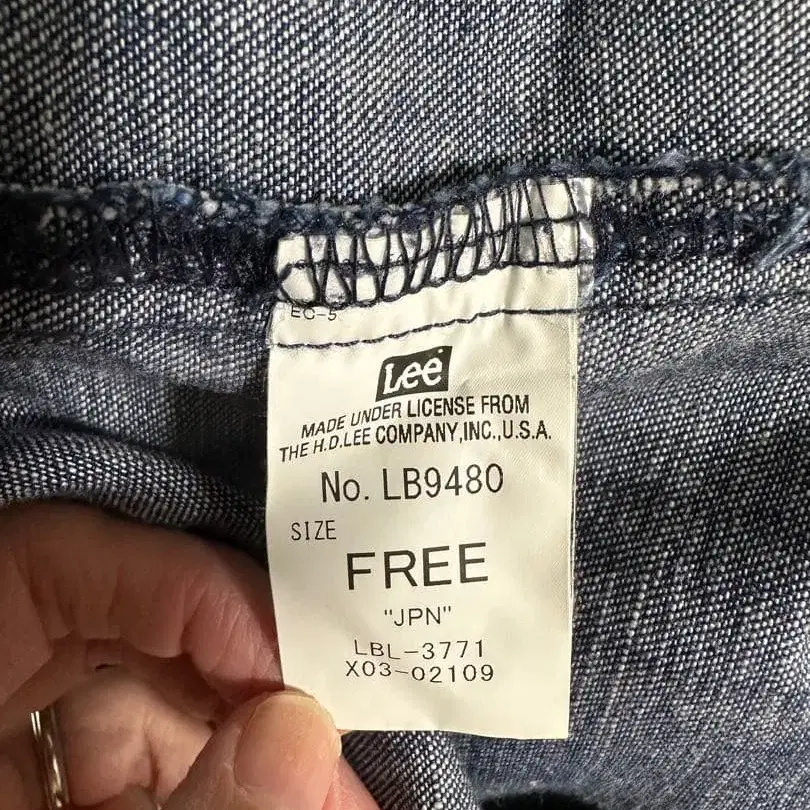 EC-5
Lee
MADE UNDER LICENSE FROM
THE H.D.LEE COMPANY,INC.,U.S.A.
No. LB9480
SIZE
FREE
"JPN"
LBL-3771
X03-02109